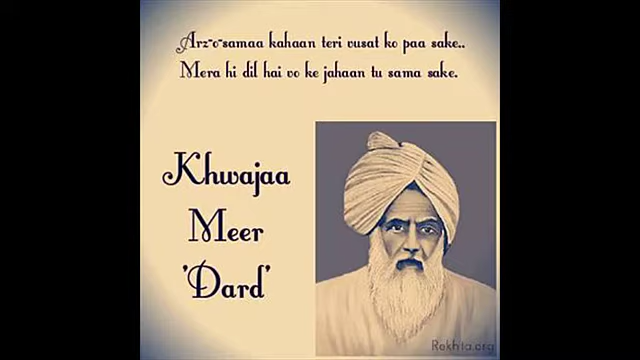 Arz-o-samaa kahaan teri vusat ko paa sake..
Mera hi dil hai vo ke jahaan tu sama sake.
Khwajaa
Meer
'Dard'
Rekhta.org